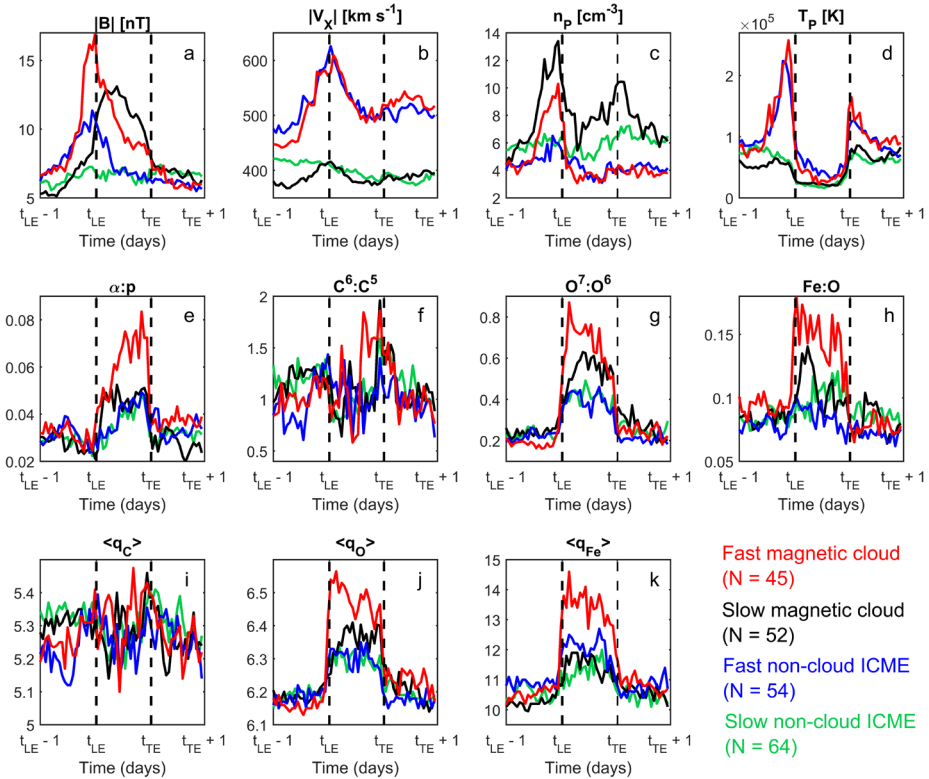 |B| [nT]
a
15
10
5
t_LE - 1
t_LE
t_TE
t_TE + 1
Time (days)
|V_X| [km s^-1]
b
600
500
400
t_LE - 1
t_LE
t_TE
t_TE + 1
Time (days)
n_P [cm^-3]
c
14
12
10
8
6
4
2
t_LE - 1
t_LE
t_TE
t_TE + 1
Time (days)
T_P [K]
×10^5
d
2
1
0
t_LE - 1
t_LE
t_TE
t_TE + 1
Time (days)
α:p
e
0.08
0.06
0.04
0.02
t_LE - 1
t_LE
t_TE
t_TE + 1
Time (days)
C^6:C^5
f
2
1.5
1
0.5
t_LE - 1
t_LE
t_TE
t_TE + 1
Time (days)
O^7:O^6
g
0.8
0.6
0.4
0.2
t_LE - 1
t_LE
t_TE
t_TE + 1
Time (days)
Fe:O
h
0.15
0.1
0.05
t_LE - 1
t_LE
t_TE
t_TE + 1
Time (days)
<q_C>
i
5.4
5.3
5.2
5.1
5
t_LE - 1
t_LE
t_TE
t_TE + 1
Time (days)
<q_O>
j
6.5
6.4
6.3
6.2
6.1
t_LE - 1
t_LE
t_TE
t_TE + 1
Time (days)
<q_Fe>
k
15
14
13
12
11
10
t_LE - 1
t_LE
t_TE
t_TE + 1
Time (days)
Fast magnetic cloud
(N = 45)
Slow magnetic cloud
(N = 52)
Fast non-cloud ICME
(N = 54)
Slow non-cloud ICME
(N = 64)